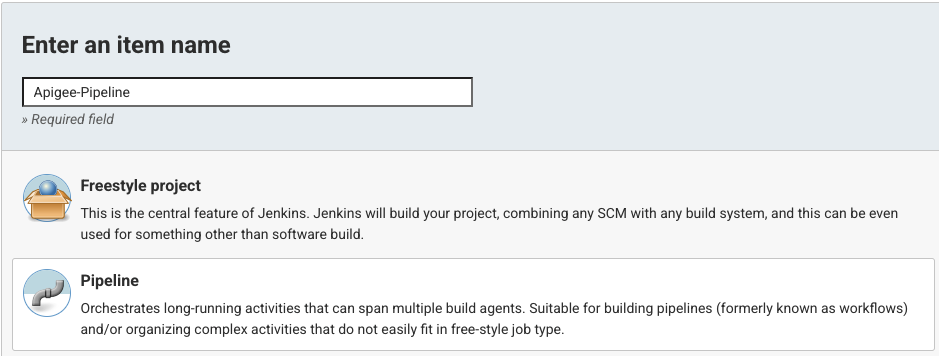 Enter an item name
Apigee-Pipeline
» Required field
Freestyle project
This is the central feature of Jenkins. Jenkins will build your project, combining any SCM with any build system, and this can be even
used for something other than software build.
Pipeline
Orchestrates long-running activities that can span multiple build agents. Suitable for building pipelines (formerly known as workflows)
and/or organizing complex activities that do not easily fit in free-style job type.